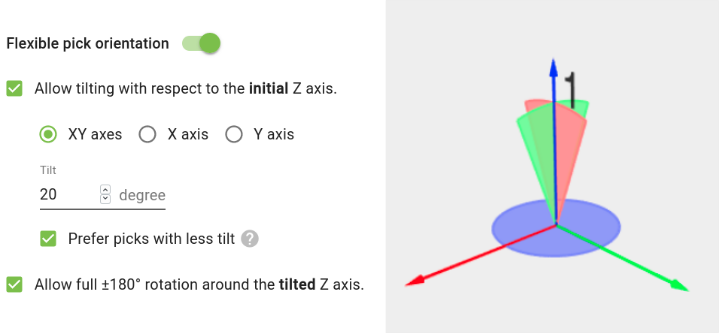 Flexible pick orientation
Allow tilting with respect to the initial Z axis.
XY axes X axis Y axis
Tilt
20 degree
Prefer picks with less tilt ?
Allow full ±180° rotation around the tilted Z axis.